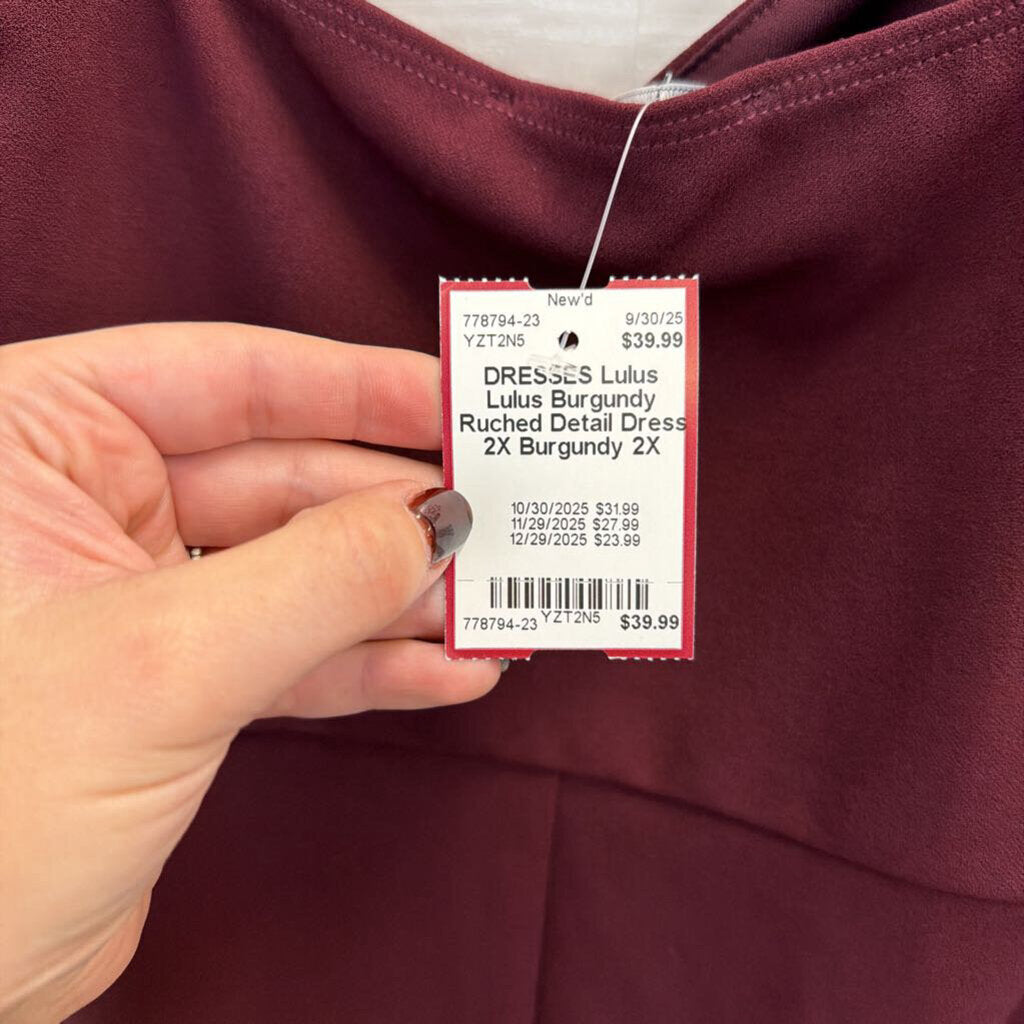 New'd
778794-23 9/30/25
YZT2N5 $39.99
DRESSES Lulus
Lulus Burgundy
Ruched Detail Dress
2X Burgundy 2X
10/30/2025 $31.99
11/29/2025 $27.99
12/29/2025 $23.99
778794-23 YZT2N5 $39.99